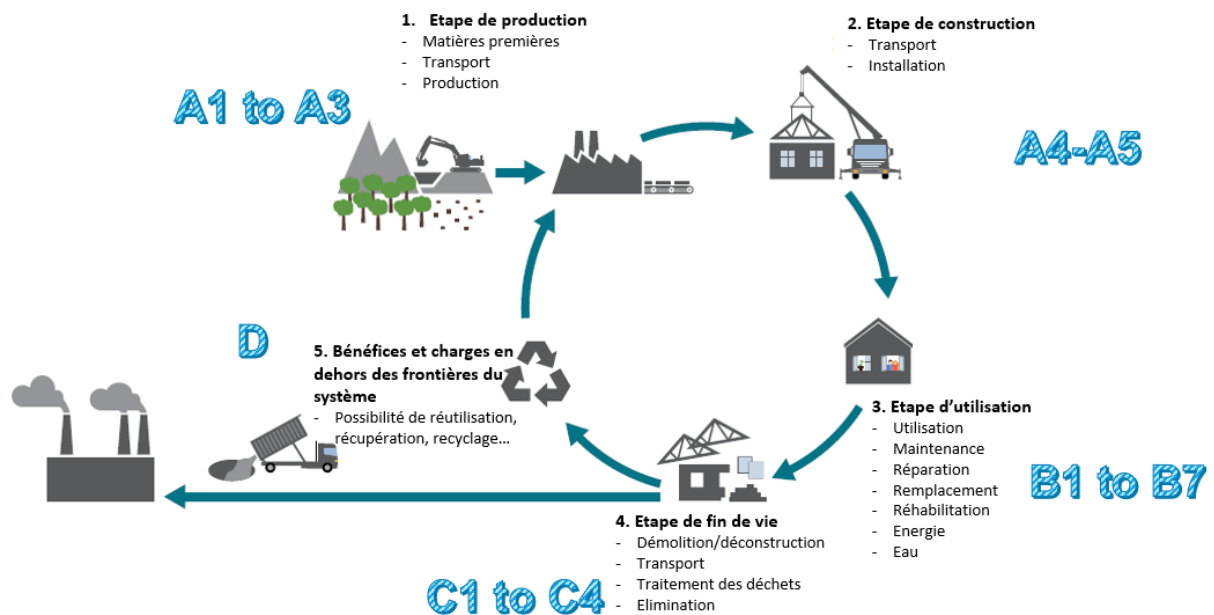 1. Etape de production
- Matières premières
- Transport
- Production
A1 to A3
2. Etape de construction
- Transport
- Installation
A4-A5
3. Etape d'utilisation
- Utilisation
- Maintenance
- Réparation
- Remplacement
- Réhabilitation
- Energie
- Eau
B1 to B7
4. Etape de fin de vie
- Démolition/déconstruction
- Transport
- Traitement des déchets
- Elimination
C1 to C4
D
5. Bénéfices et charges en
dehors des frontières du
système
- Possibilité de réutilisation,
récupération, recyclage...